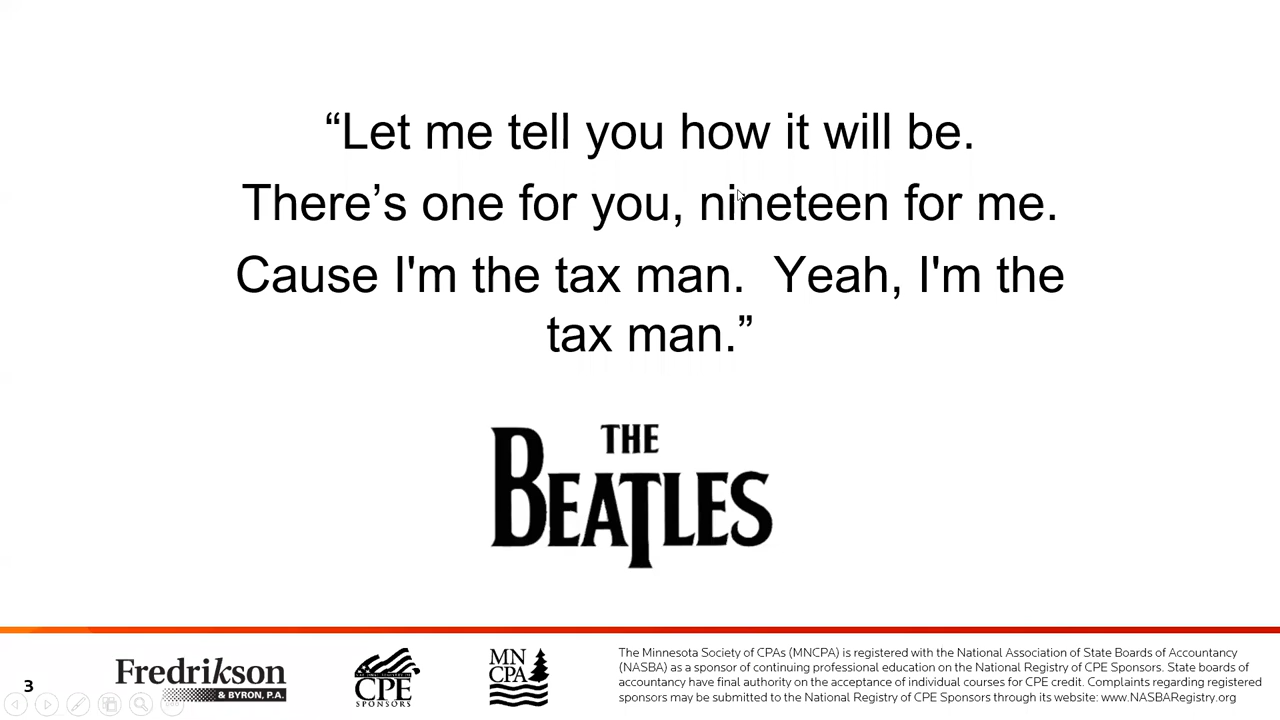 “Let me tell you how it will be.
There’s one for you, nineteen for me.
Cause I'm the tax man.  Yeah, I'm the
tax man.”
THE
BEATLES
3
Fredrikson
& BYRON, P.A.
CPE
SPONSORS
MN
CPA
The Minnesota Society of CPAs (MNCPA) is registered with the National Association of State Boards of Accountancy
(NASBA) as a sponsor of continuing professional education on the National Registry of CPE Sponsors. State boards of
accountancy have final authority on the acceptance of individual courses for CPE credit. Complaints regarding registered
sponsors may be submitted to the National Registry of CPE Sponsors through its website: www.NASBARegistry.org